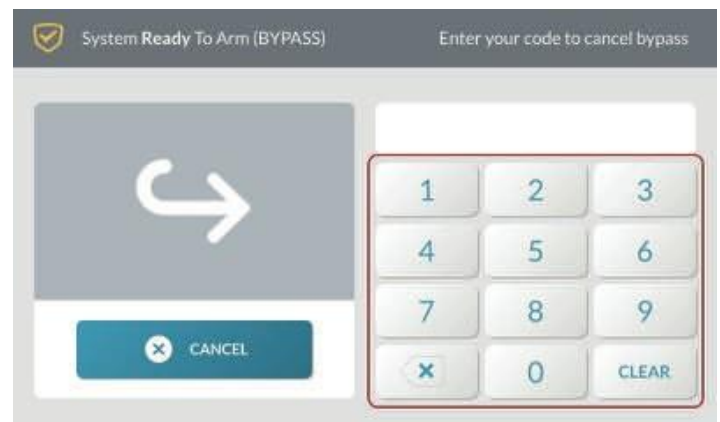 System Ready To Arm (BYPASS) Enter your code to cancel bypass
1 2 3
4 5 6
7 8 9
CANCEL
0 CLEAR